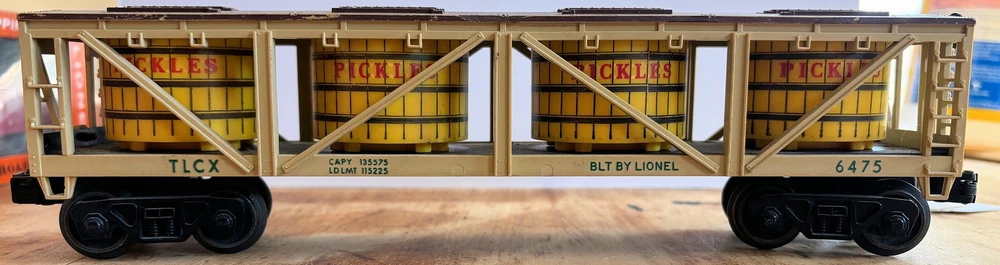 PICKLES
PICKLES
PICKLES
PICKLES
TLCX
CAPY 135575
LD LMT 115225
BLT BY LIONEL
6475